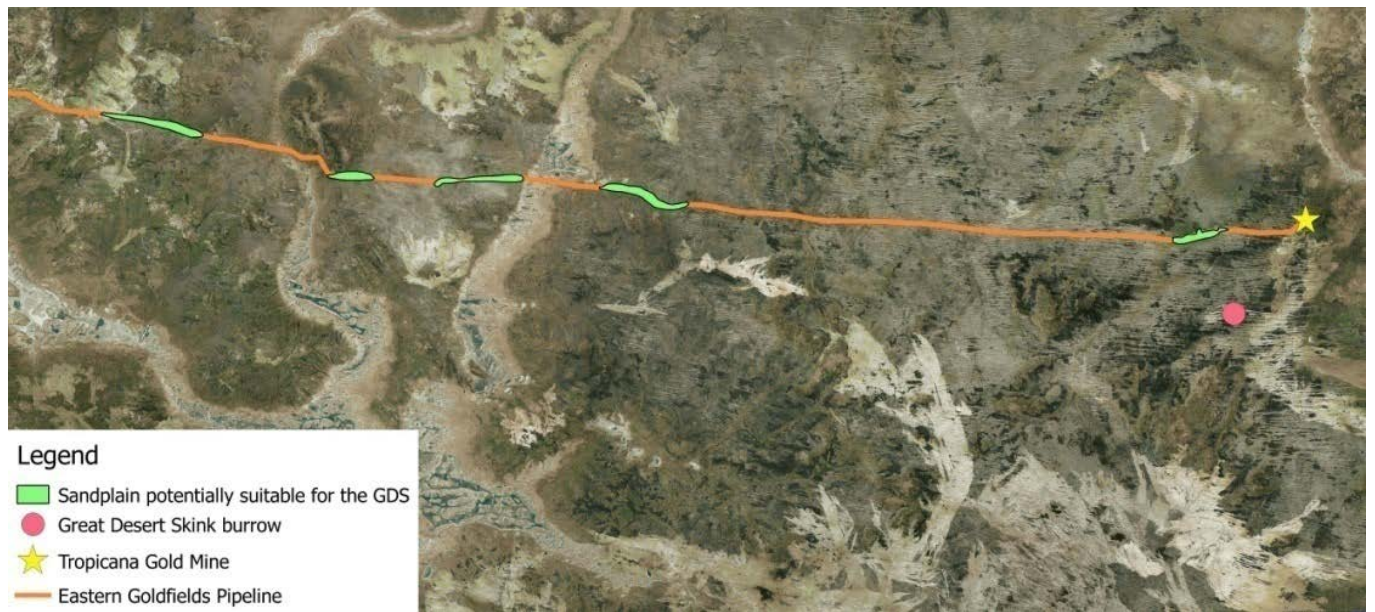 Legend
Sandplain potentially suitable for the GDS
Great Desert Skink burrow
Tropicana Gold Mine
Eastern Goldfields Pipeline